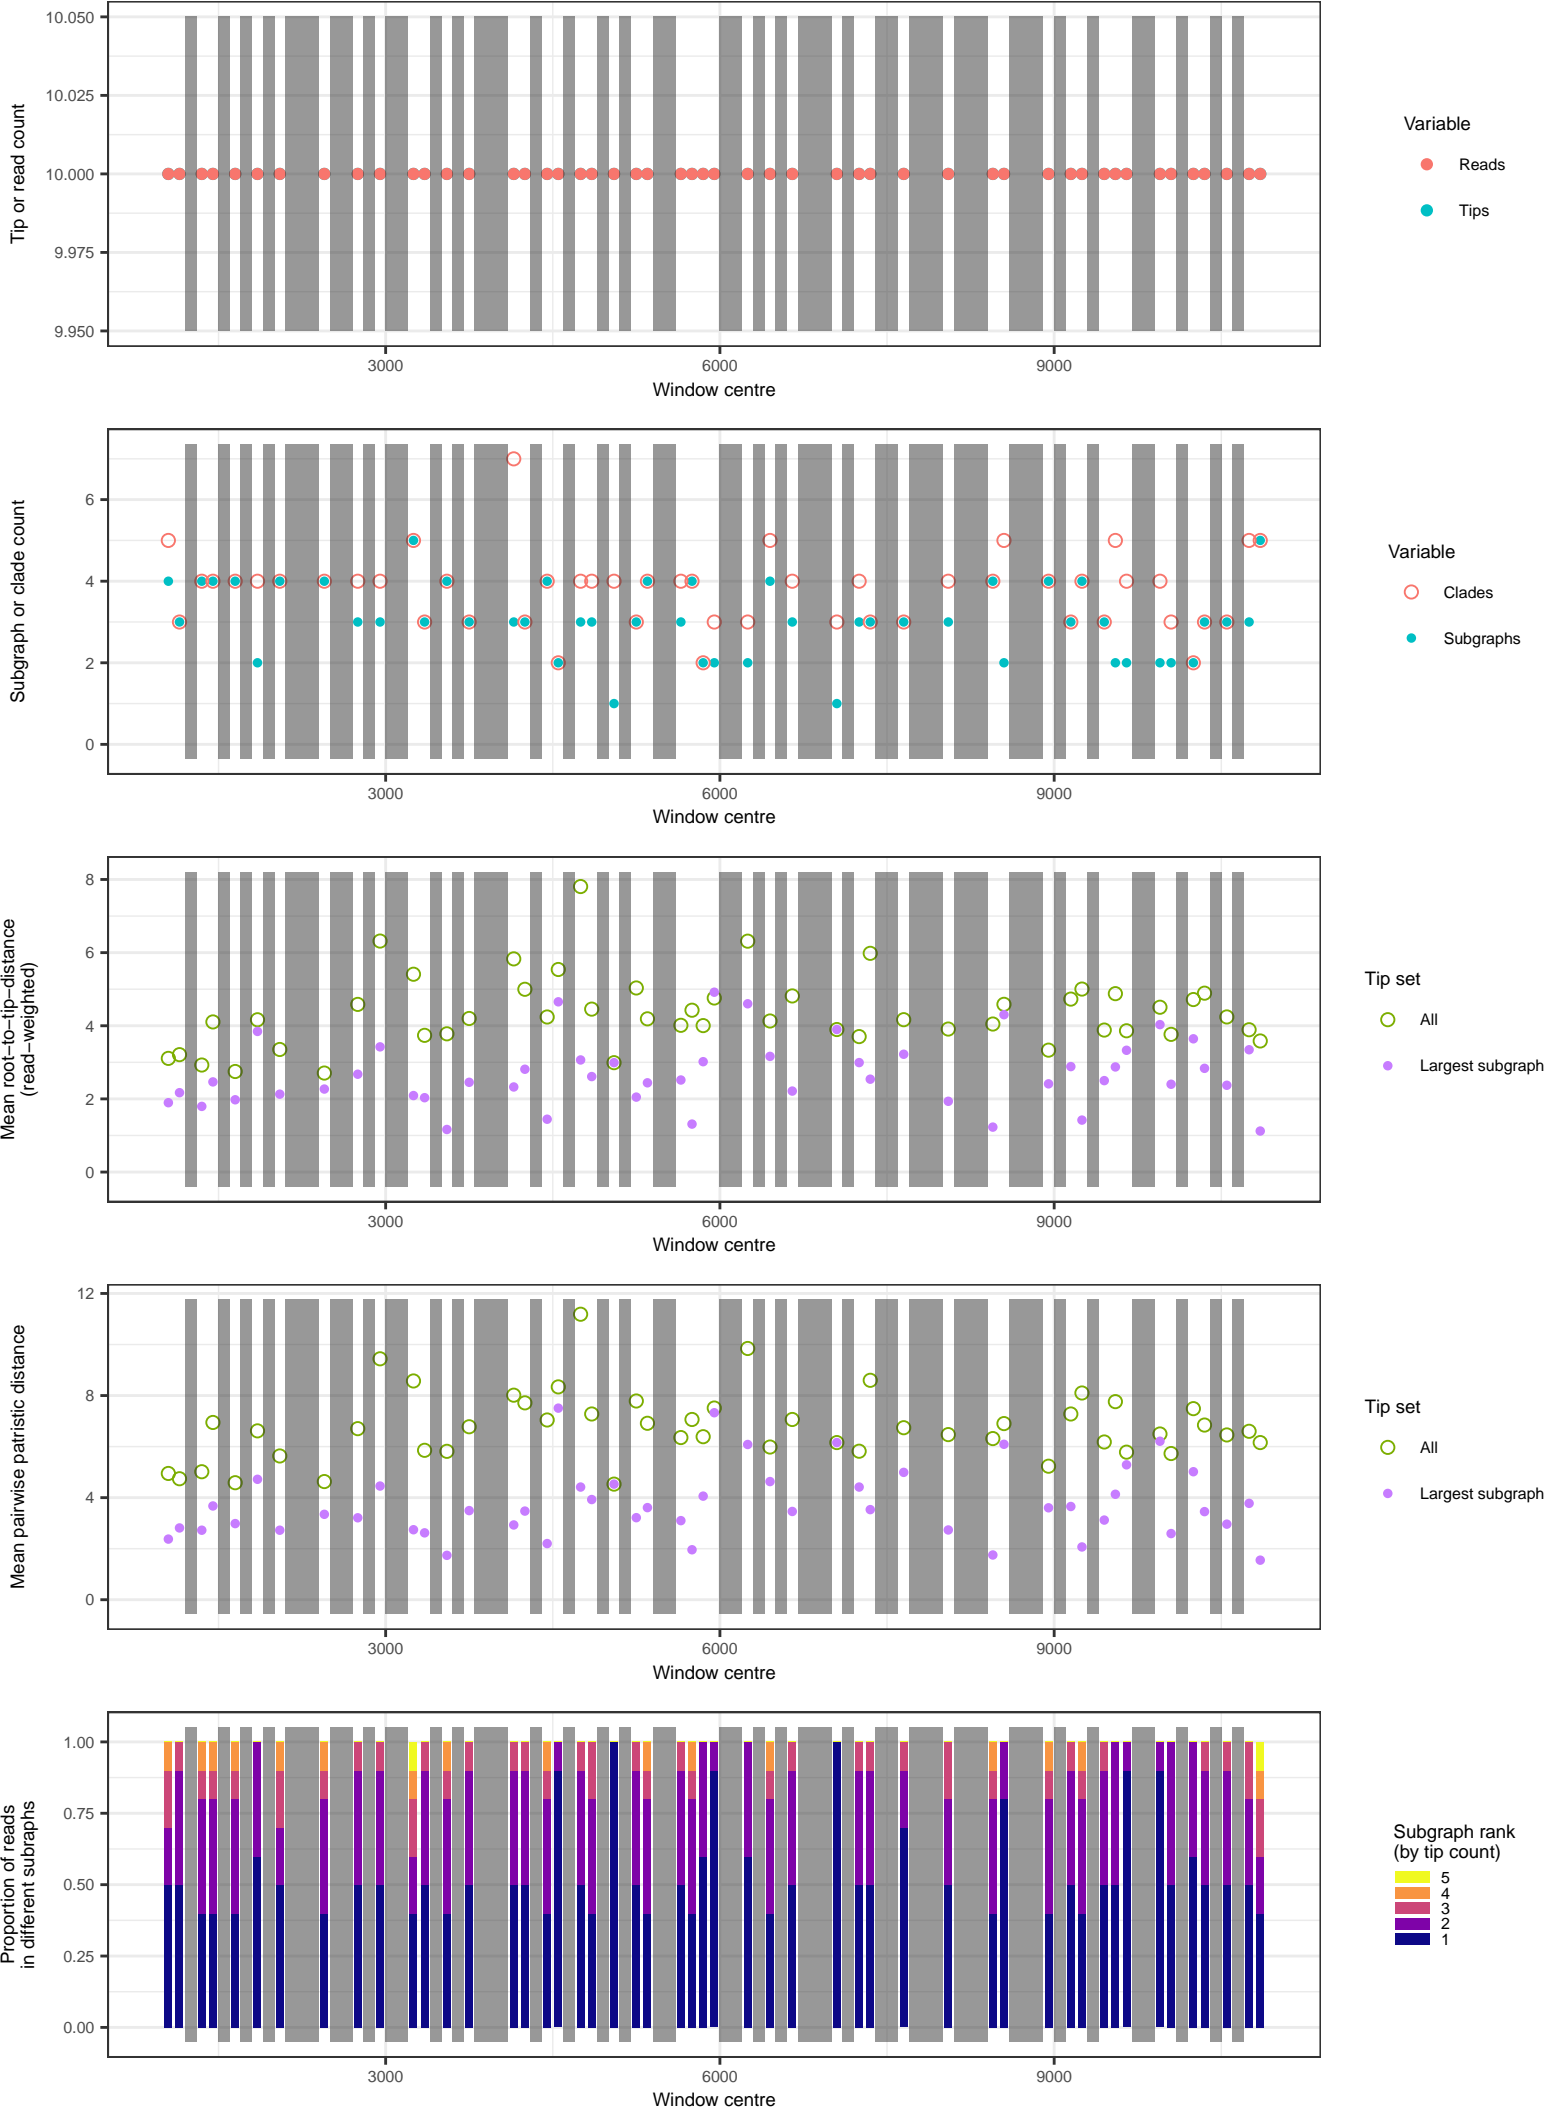 Tip or read count
10.050
10.025
10.000
9.975
9.950
3000 6000 9000
Window centre
Variable
Reads
Tips
Subgraph or clade count
6
4
2
0
3000 6000 9000
Window centre
Variable
Clades
Subgraphs
Mean root−to−tip−distance
(read−weighted)
8
6
4
2
0
3000 6000 9000
Window centre
Tip set
All
Largest subgraph
Mean pairwise patristic distance
12
8
4
0
3000 6000 9000
Window centre
Tip set
All
Largest subgraph
Proportion of reads
in different subraphs
1.00
0.75
0.50
0.25
0.00
3000 6000 9000
Window centre
Subgraph rank
(by tip count)
5
4
3
2
1